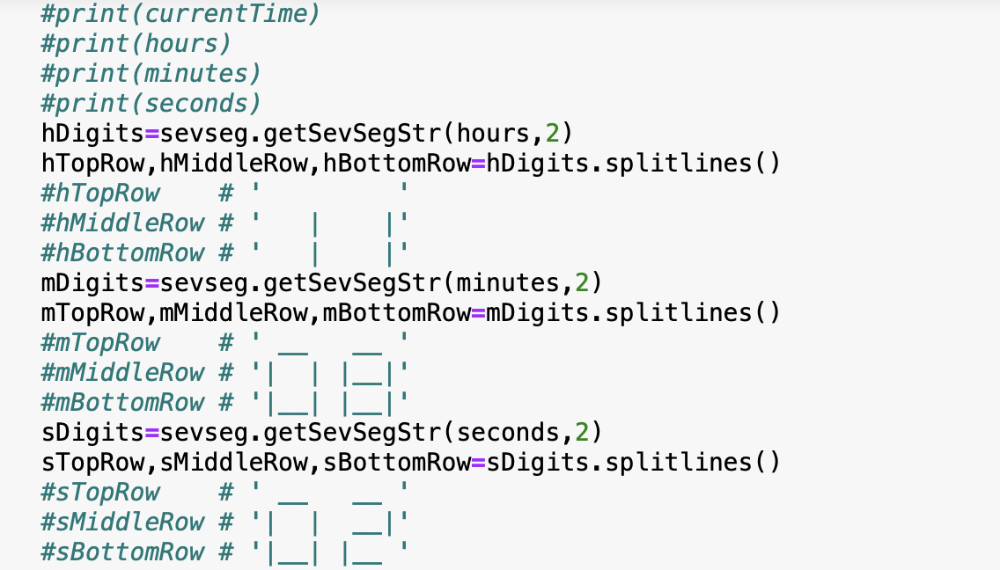 #print(currentTime)
#print(hours)
#print(minutes)
#print(seconds)
hDigits=sevseg.getSevSegStr(hours,2)
hTopRow,hMiddleRow,hBottomRow=hDigits.splitlines()
#hTopRow    # '         '
#hMiddleRow # '   |    |'
#hBottomRow # '   |    |'
mDigits=sevseg.getSevSegStr(minutes,2)
mTopRow,mMiddleRow,mBottomRow=mDigits.splitlines()
#mTopRow    # ' __   __ '
#mMiddleRow # '|  | |__|'
#mBottomRow # '|__| |__|'
sDigits=sevseg.getSevSegStr(seconds,2)
sTopRow,sMiddleRow,sBottomRow=sDigits.splitlines()
#sTopRow    # ' __   __ '
#sMiddleRow # '|  |  __|'
#sBottomRow # '|__| |__ '